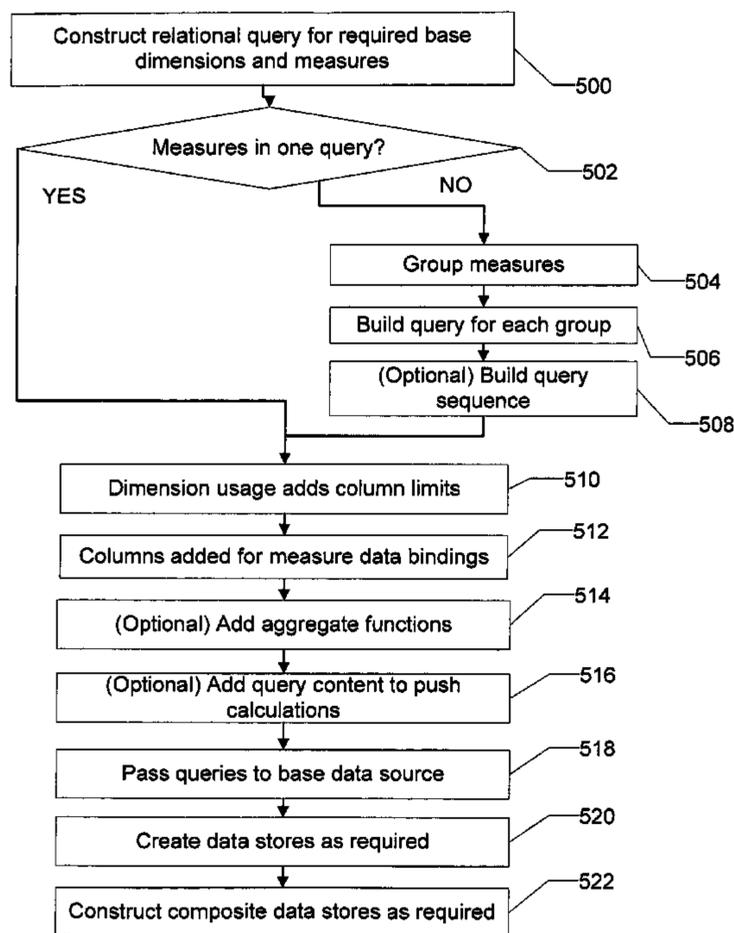 Construct relational query for required base
dimensions and measures
500
Measures in one query?
502
YES
NO
Group measures
504
Build query for each group
506
(Optional) Build query
sequence
508
Dimension usage adds column limits
510
Columns added for measure data bindings
512
(Optional) Add aggregate functions
514
(Optional) Add query content to push
calculations
516
Pass queries to base data source
518
Create data stores as required
520
Construct composite data stores as required
522